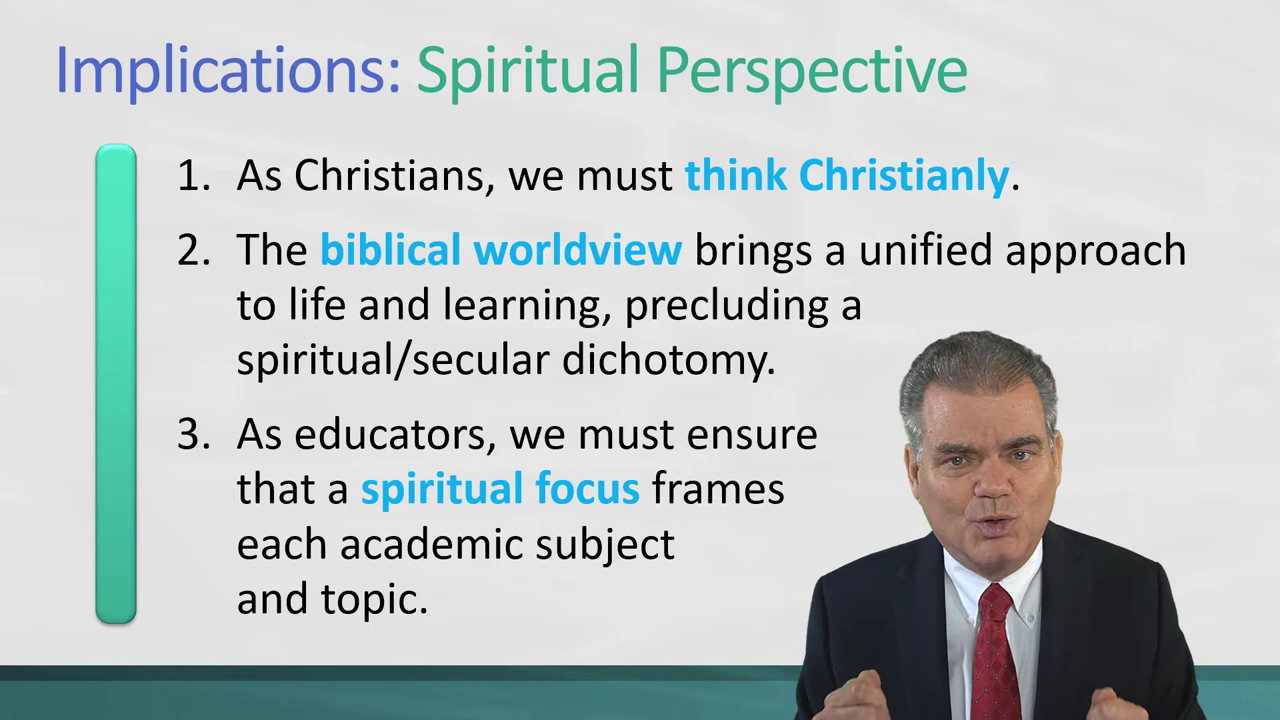 Implications: Spiritual Perspective
1. As Christians, we must think Christianly.
2. The biblical worldview brings a unified approach
to life and learning, precluding a
spiritual/secular dichotomy.
3. As educators, we must ensure
that a spiritual focus frames
each academic subject
and topic.